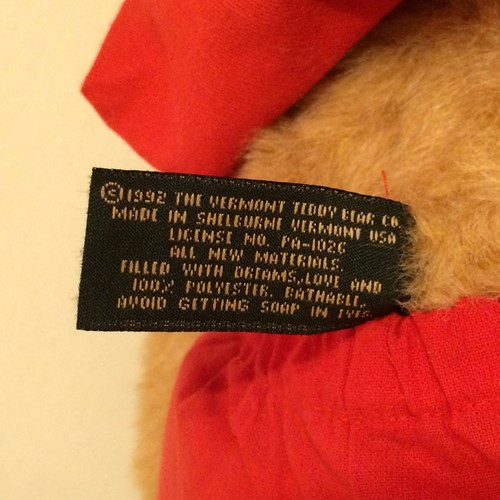 ©1992 THE VERMONT TEDDY BEAR CO.
MADE IN SHELBURNE VERMONT USA
LICENSE NO. PA-102C
ALL NEW MATERIALS.
FILLED WITH DREAMS,LOVE AND
100% POLYESTER. BATHABLE.
AVOID GETTING SOAP IN EYES.